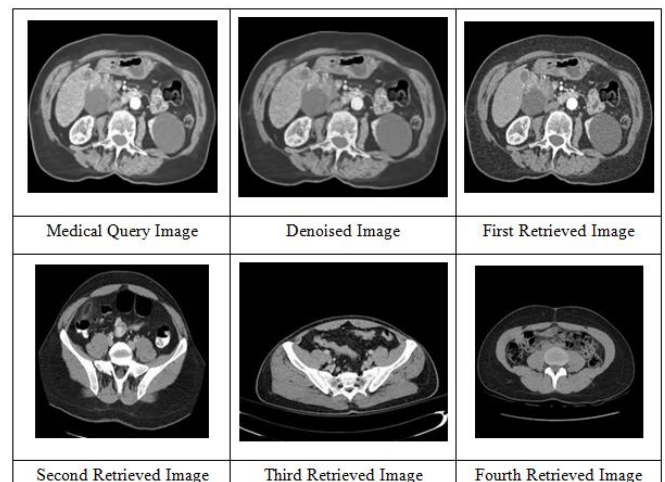 Medical Query Image
Denoised Image
First Retrieved Image
Second Retrieved Image
Third Retrieved Image
Fourth Retrieved Image